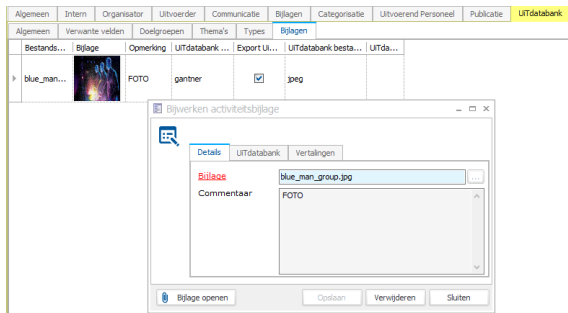 Algemeen Intern Organisator Uitvoerder Communicatie Bijlagen Categorisatie Uitvoerend Personeel Publicatie UiTdatabank
Algemeen Verwante velden Doelgroepen Thema's Types Bijlagen
Bestands... Bijlage Opmerking UiTdatabank ... Export Ui... UiTdatabank besta... UiTda...
blue_man... FOTO gantner jpeg
Bijwerken activiteitsbijlage
Details UiTdatabank Vertalingen
Bijlage blue_man_group.jpg ...
Commentaar FOTO
Bijlage openen Opslaan Verwijderen Sluiten